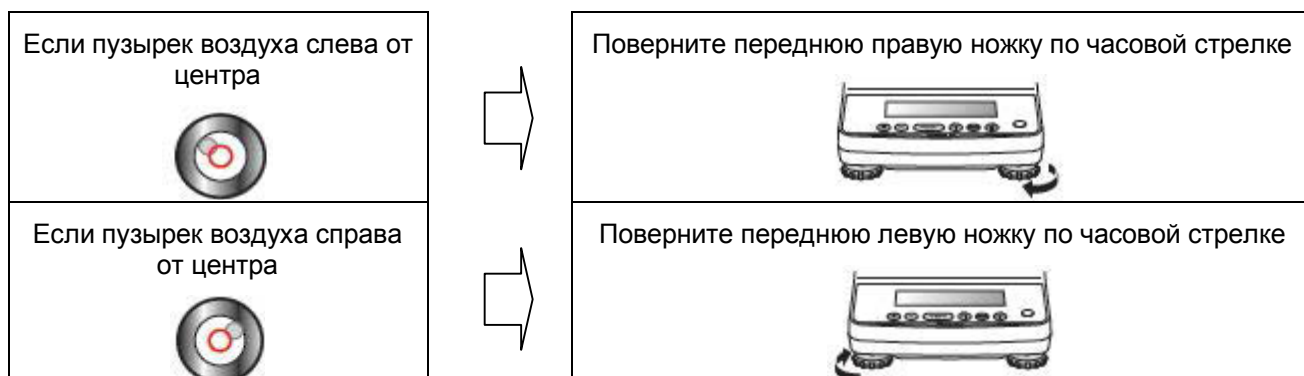 Если пузырек воздуха слева от
центра
Поверните переднюю правую ножку по часовой стрелке
Если пузырек воздуха справа
от центра
Поверните переднюю левую ножку по часовой стрелке